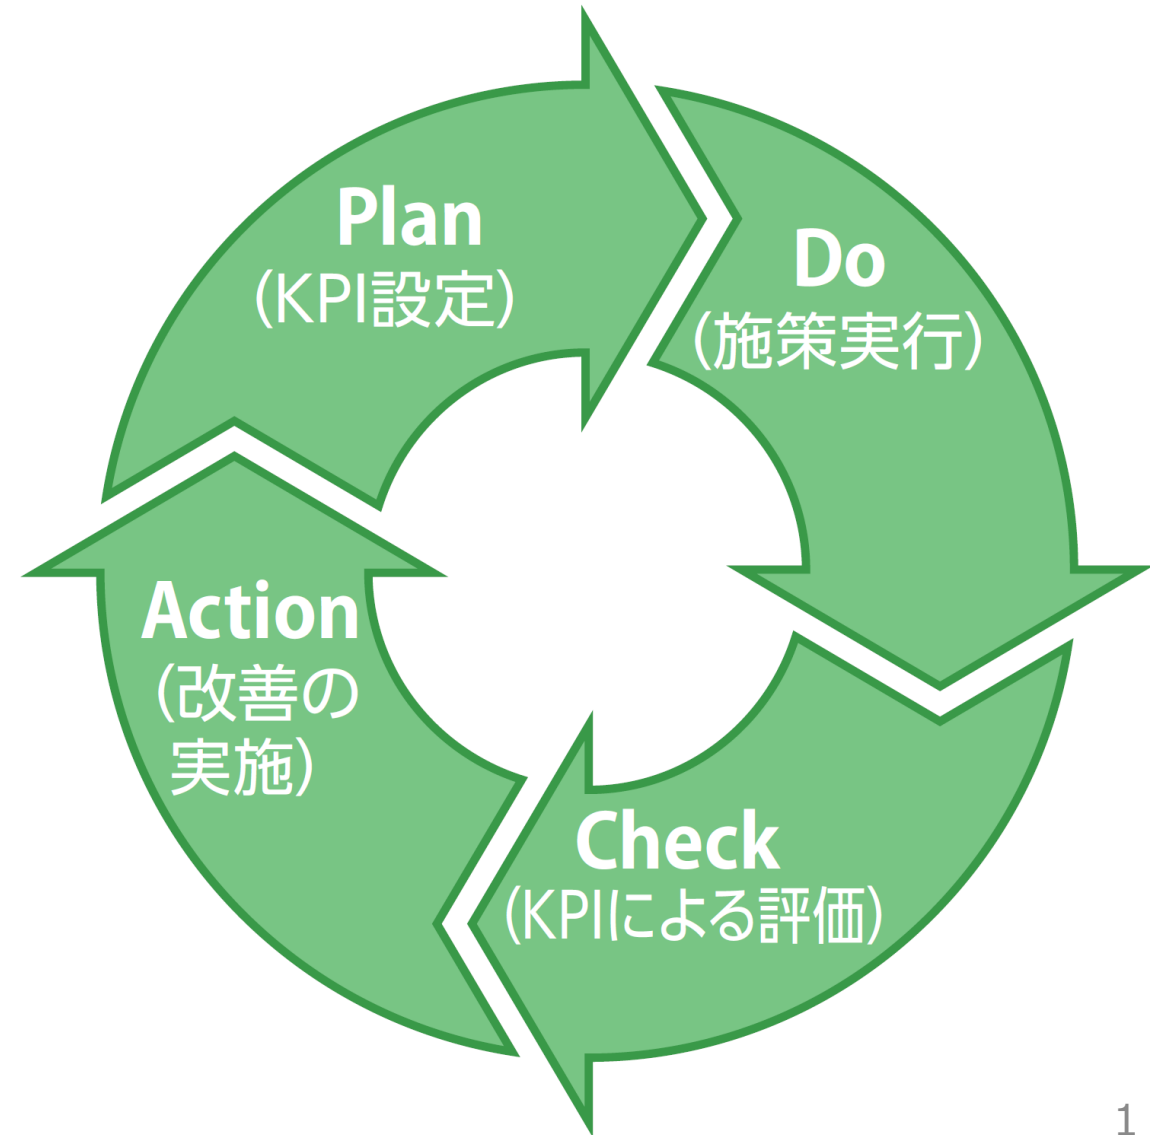 Plan
(KPI設定)
Do
(施策実行)
Check
(KPIによる評価)
Action
(改善の
実施)
1